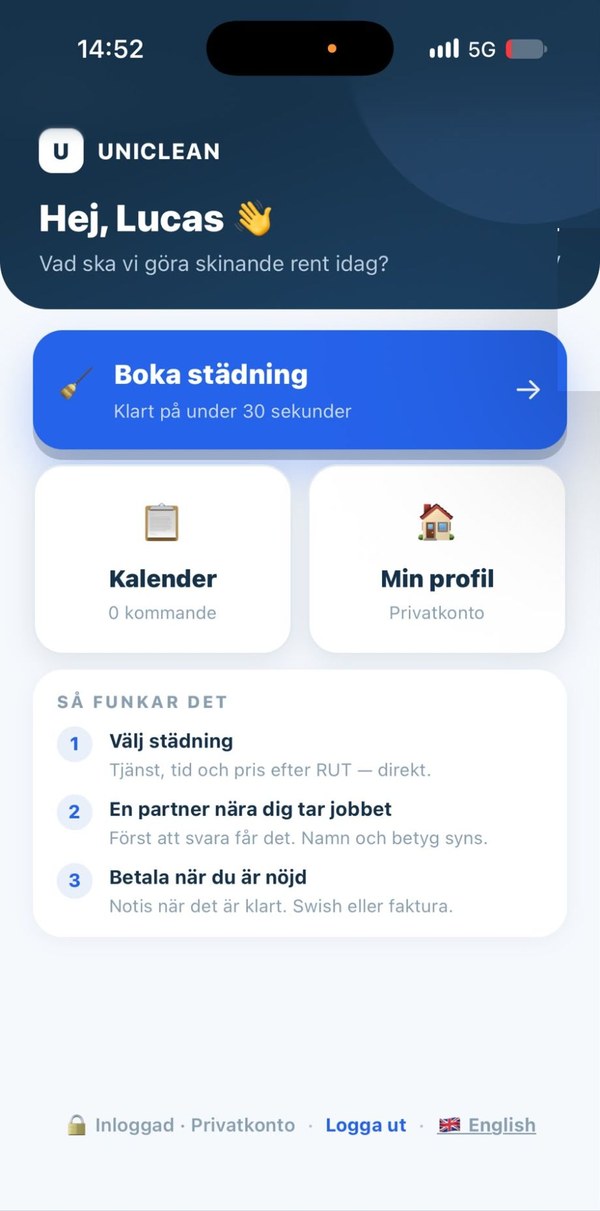 14:52
5G
U UNICLEAN
Hej, Lucas 👋
Vad ska vi göra skinande rent idag?
Boka städning
Klart på under 30 sekunder
Kalender
0 kommande
Min profil
Privatkonto
SÅ FUNKAR DET
1 Välj städning
Tjänst, tid och pris efter RUT — direkt.
2 En partner nära dig tar jobbet
Först att svara får det. Namn och betyg syns.
3 Betala när du är nöjd
Notis när det är klart. Swish eller faktura.
🔒 Inloggad · Privatkonto · Logga ut · 🇬🇧 English